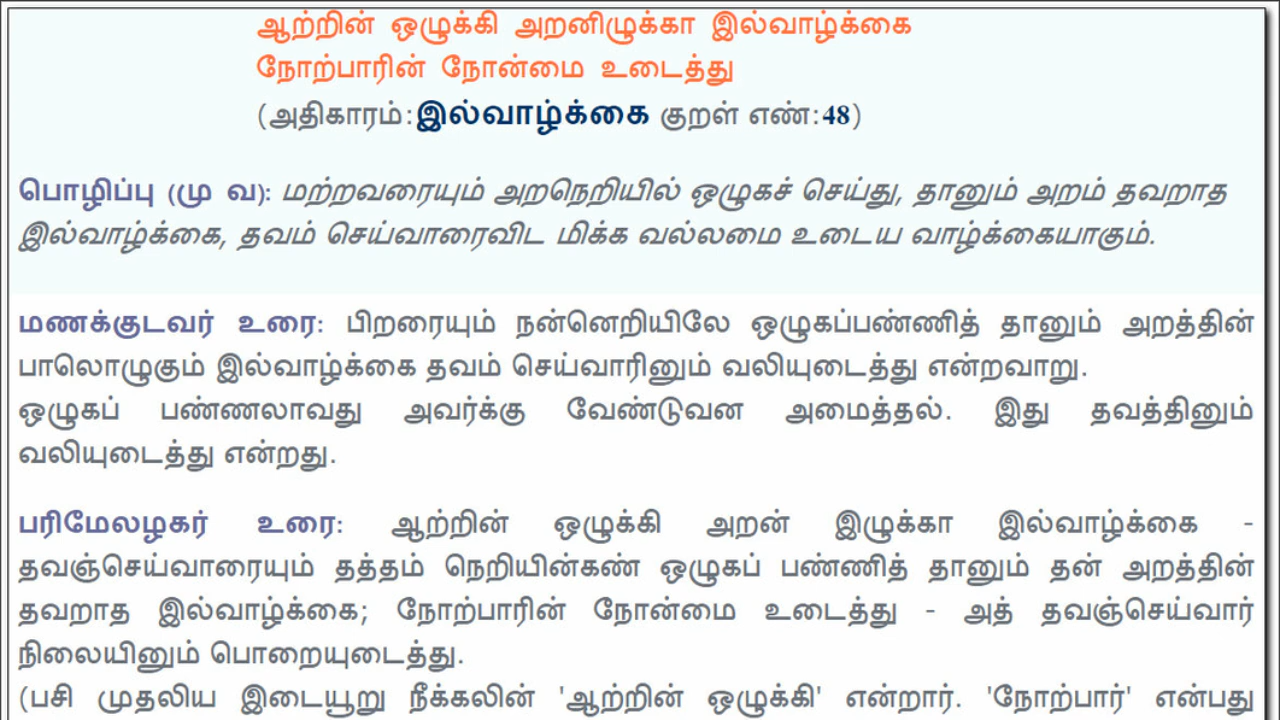 ஆற்றின் ஒழுக்கி அறனிழுக்கா இல்வாழ்க்கை
நோற்பாரின் நோன்மை உடைத்து
(அதிகாரம்:இல்வாழ்க்கை குறள் எண்:48)
பொழிப்பு (மு வ): மற்றவரையும் அறநெறியில் ஒழுகச் செய்து, தானும் அறம் தவறாத
இல்வாழ்க்கை, தவம் செய்வாரைவிட மிக்க வல்லமை உடைய வாழ்க்கையாகும்.
மணக்குடவர் உரை: பிறரையும் நன்னெறியிலே ஒழுகப்பண்ணித் தானும் அறத்தின்
பாலொழுகும் இல்வாழ்க்கை தவம் செய்வாரினும் வலியுடைத்து என்றவாறு.
ஒழுகப் பண்ணலாவது அவர்க்கு வேண்டுவன அமைத்தல். இது தவத்தினும்
வலியுடைத்து என்றது.
பரிமேலழகர் உரை: ஆற்றின் ஒழுக்கி அறன் இழுக்கா இல்வாழ்க்கை -
தவஞ்செய்வாரையும் தத்தம் நெறியின்கண் ஒழுகப் பண்ணித் தானும் தன் அறத்தின்
தவறாத இல்வாழ்க்கை; நோற்பாரின் நோன்மை உடைத்து - அத் தவஞ்செய்வார்
நிலையினும் பொறையுடைத்து.
(பசி முதலிய இடையூறு நீக்கலின் 'ஆற்றின் ஒழுக்கி' என்றார். 'நோற்பார்' என்பது